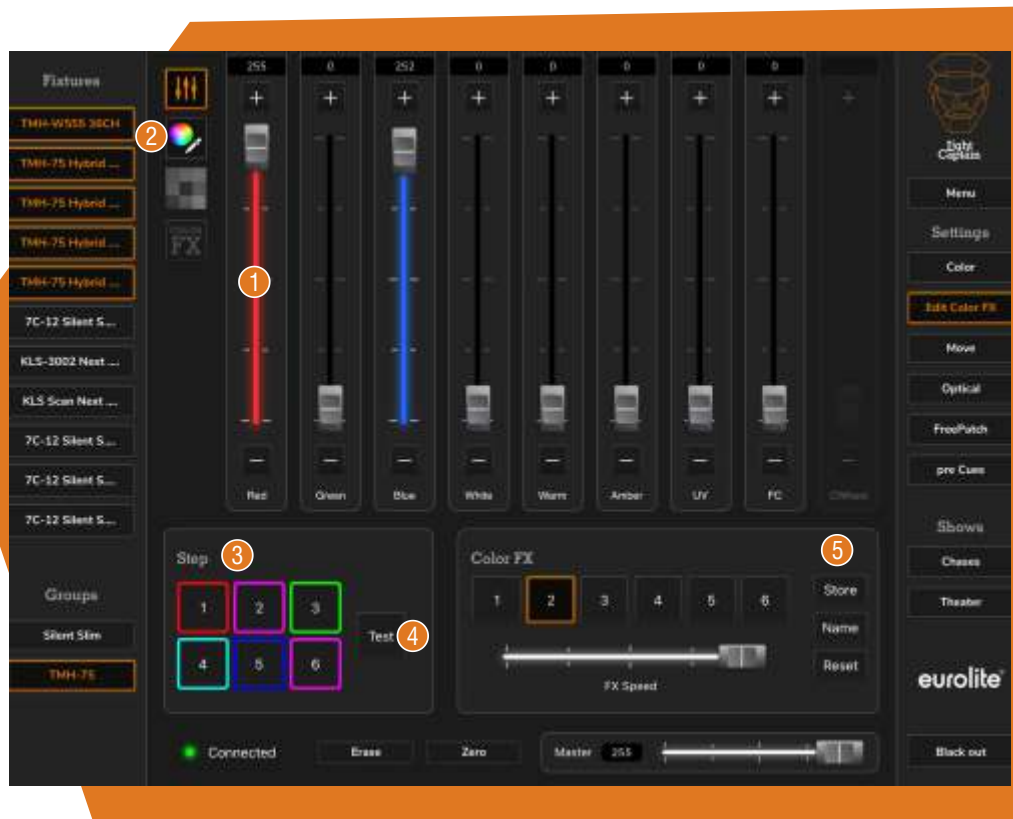 Fixtures
TMH-W555 36CH
TMH-75 Hybrid ...
TMH-75 Hybrid ...
TMH-75 Hybrid ...
TMH-75 Hybrid ...
7C-12 Silent S...
KLS-3002 Next ...
KLS Scan Next ...
7C-12 Silent S...
7C-12 Silent S...
7C-12 Silent S...
Groups
Silent Slim
TMH-75
2
COLOR
FX
255 0 252 0 0 0 0 0
+ + + + + + + + +
1
− − − − − − − − −
Red Green Blue White Warm Amber UV FC
Step 3
1 2 3
4 5 6
Test 4
Color FX
1 2 3 4 5 6
FX Speed
5
Store
Name
Reset
Connected Erase Zero Master 255
Light
Captain
Menu
Settings
Color
Edit Color FX
Move
Optical
FreePatch
pre Cues
Shows
Chases
Theater
eurolite
Black out